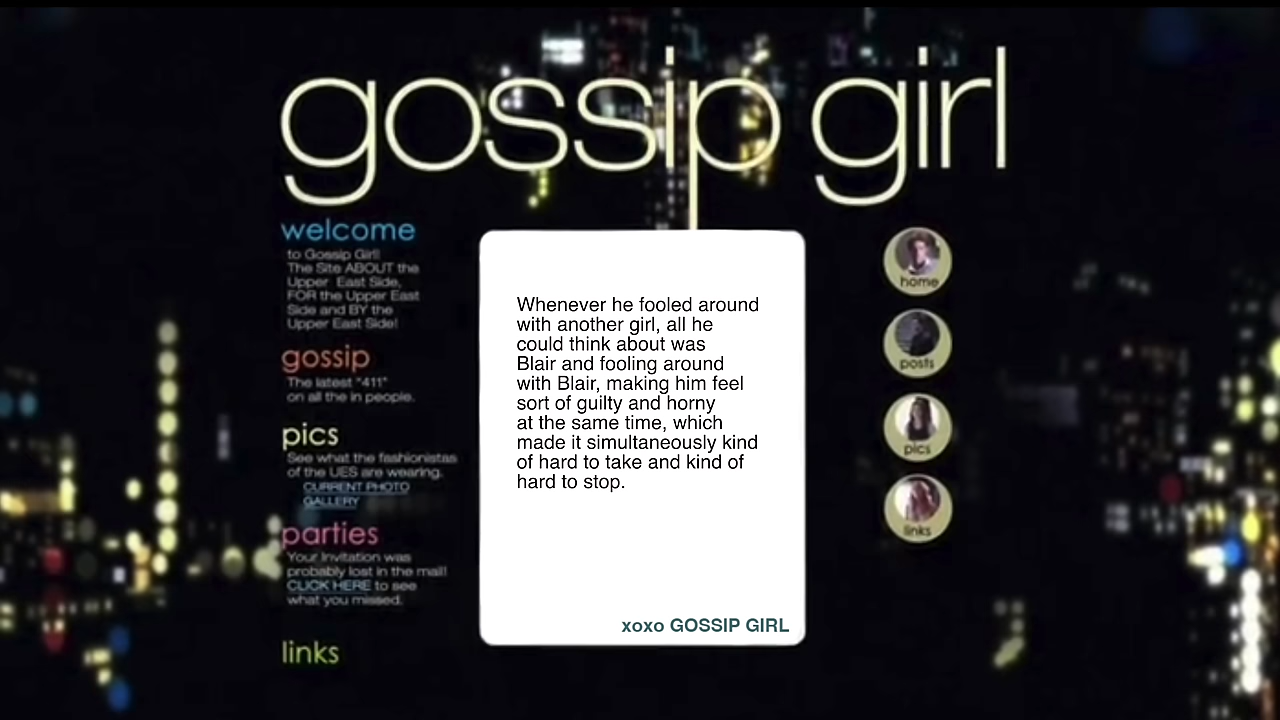 gossip girl
welcome
to Gossip Girl!
The Site ABOUT the
Upper East Side,
FOR the Upper East
Side and BY the
Upper East Side!
gossip
The latest "411"
on all the in people.
pics
See what the fashionistas
of the UES are wearing.
CURRENT PHOTO
GALLERY
parties
Your Invitation was
probably lost in the mail!
CLICK HERE to see
what you missed.
links
Whenever he fooled around
with another girl, all he
could think about was
Blair and fooling around
with Blair, making him feel
sort of guilty and horny
at the same time, which
made it simultaneously kind
of hard to take and kind of
hard to stop.
xoxo GOSSIP GIRL
home
posts
pics
links